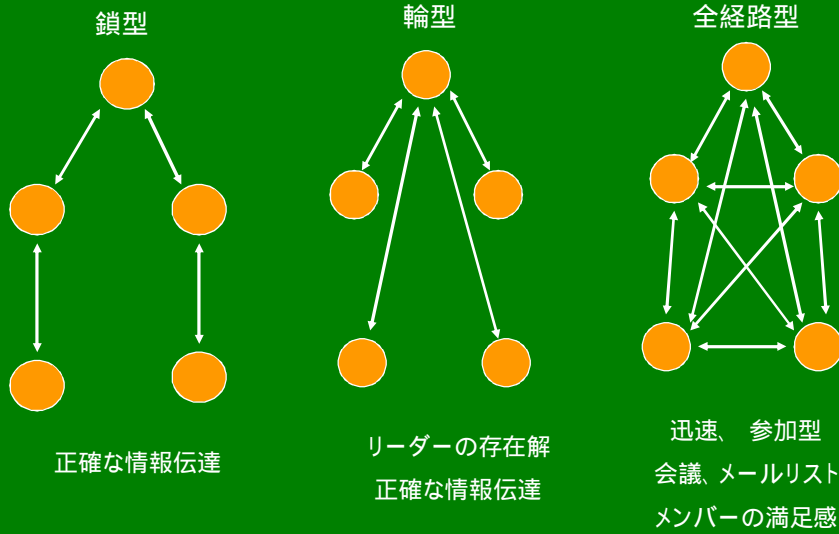 鎖型
輪型
全経路型
正確な情報伝達
リーダーの存在解
正確な情報伝達
迅速、 参加型
会議、メールリスト
メンバーの満足感